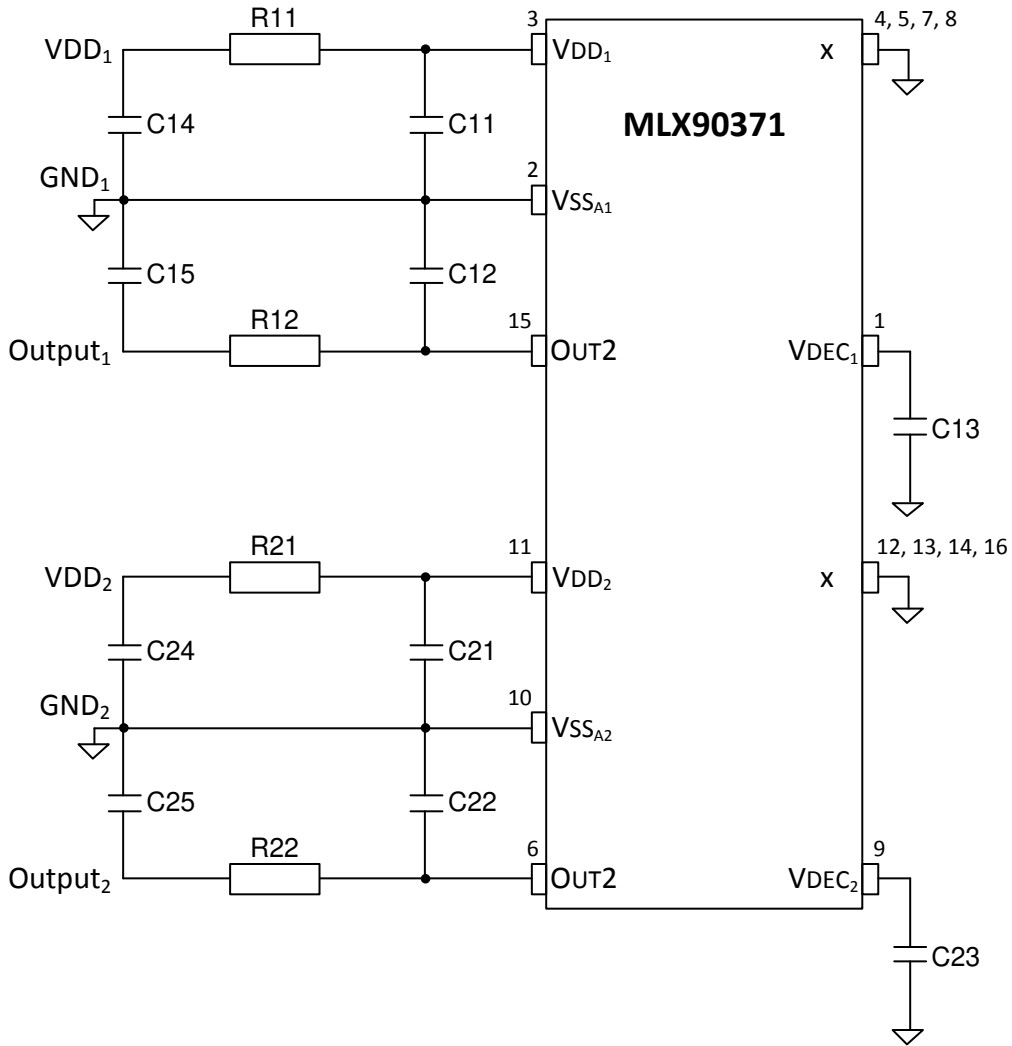 R11
3
4, 5, 7, 8
VDD₁
VDD₁
x
C14
C11
MLX90371
GND₁
2
VSSA1
C15
C12
R12
15
1
Output₁
OUT2
VDEC₁
C13
R21
11
12, 13, 14, 16
VDD₂
VDD₂
x
C24
C21
GND₂
10
VSSA2
C25
C22
R22
6
9
Output₂
OUT2
VDEC₂
C23